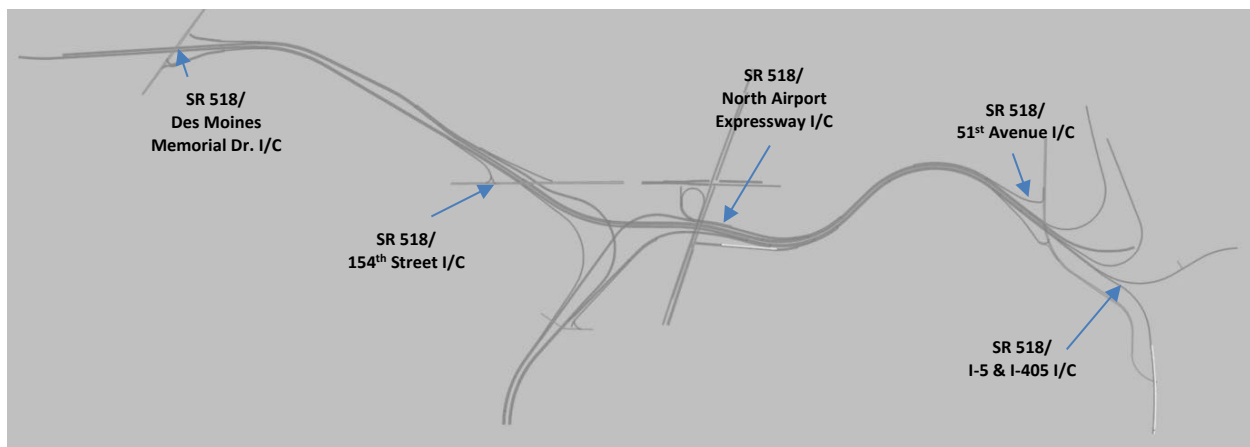 SR 518/
Des Moines
Memorial Dr. I/C
SR 518/
154th Street I/C
SR 518/
North Airport
Expressway I/C
SR 518/
51st Avenue I/C
SR 518/
I-5 & I-405 I/C